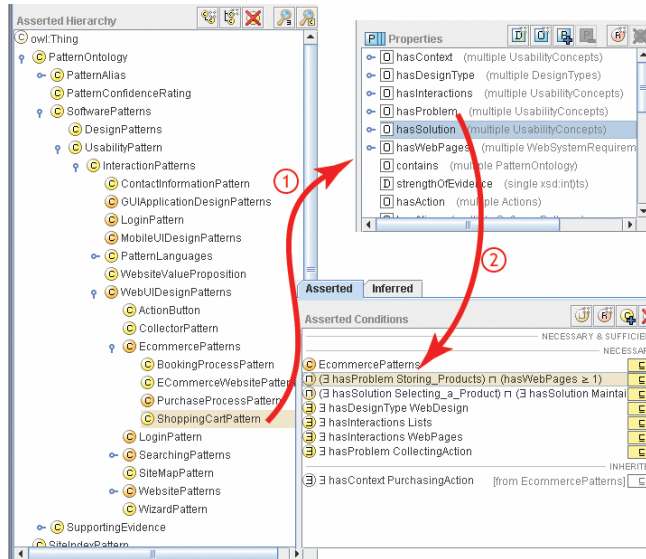 Asserted Hierarchy
owl:Thing
PatternOntology
PatternAlias
PatternConfidenceRating
SoftwarePatterns
DesignPatterns
UsabilityPattern
InteractionPatterns
ContactInformationPattern
GUIApplicationDesignPatterns
LoginPattern
MobileUIDesignPatterns
PatternLanguages
WebsiteValueProposition
WebUIDesignPatterns
ActionButton
CollectorPattern
EcommercePatterns
BookingProcessPattern
ECommerceWebsitePattern
PurchaseProcessPattern
ShoppingCartPattern
LoginPattern
SearchingPatterns
SiteMapPattern
WebsitePatterns
WizardPattern
SupportingEvidence
SiteIndexPattern
1
Properties
hasContext (multiple UsabilityConcepts)
hasDesignType (multiple DesignTypes)
hasInteractions (multiple UsabilityConcepts)
hasProblem (multiple UsabilityConcepts)
hasSolution (multiple UsabilityConcepts)
hasWebPages (multiple WebSystemRequirem
contains (multiple PatternOntology)
strengthOfEvidence (single xsd:int)ts)
hasAction (multiple Actions)
2
Asserted Inferred
Asserted Conditions
NECESSARY & SUFFICIE
NECESSAR
EcommercePatterns
(∃ hasProblem Storing_Products) ⊓ (hasWebPages ≥ 1)
(∃ hasSolution Selecting_a_Product) ⊓ (∃ hasSolution Maintai
∃ hasDesignType WebDesign
∃ hasInteractions Lists
∃ hasInteractions WebPages
∃ hasProblem CollectingAction
INHERITE
∃ hasContext PurchasingAction [from EcommercePatterns]